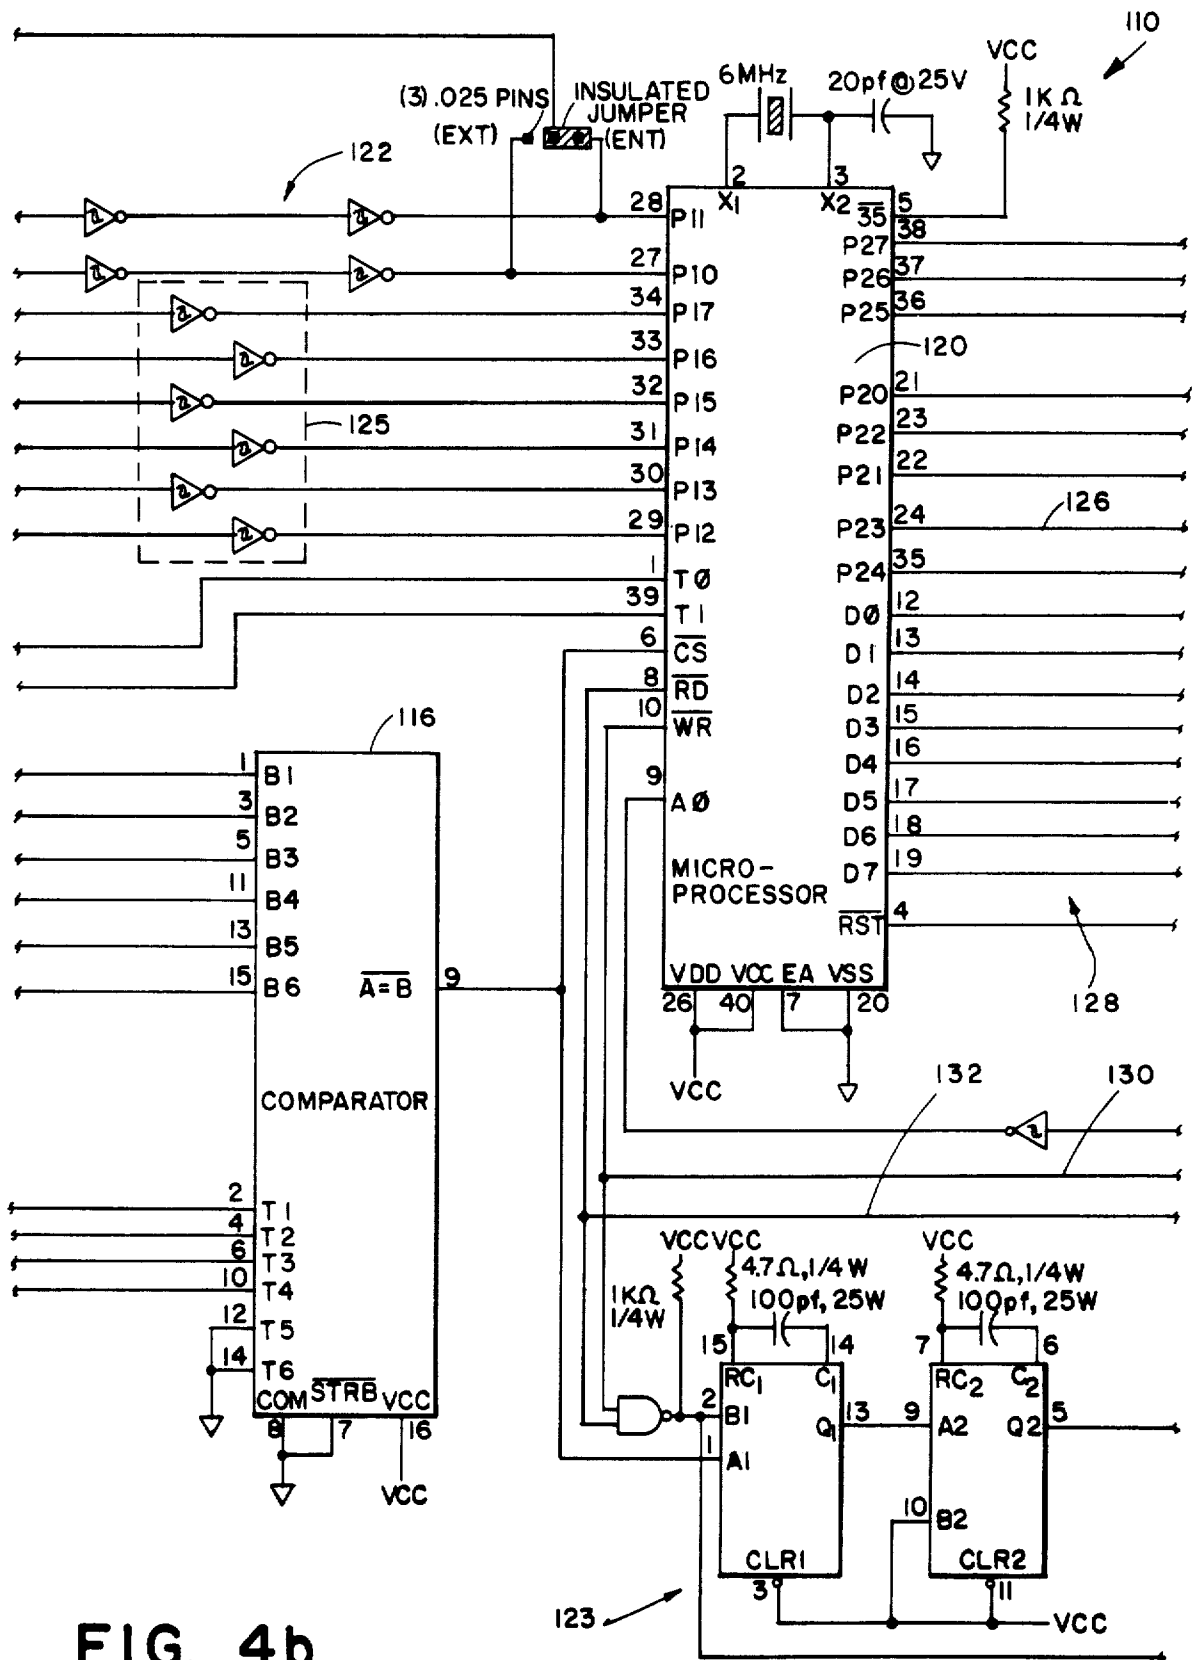 110
VCC
6MHz
20pf@25V
1KΩ
1/4W
(3).025 PINS
(EXT)
INSULATED
JUMPER
(ENT)
122
2
3
X1
X2
28
P11
35
5
38
P27
27
P10
37
P26
34
P17
36
P25
33
P16
120
32
P15
21
P20
125
31
P14
23
P22
30
P13
22
P21
29
P12
24
P23
126
1
TØ
35
P24
39
T1
12
DØ
6
CS
13
D1
8
RD
14
D2
10
WR
15
D3
16
D4
9
AØ
17
D5
18
D6
19
D7
MICRO-
PROCESSOR
4
RST
128
VDD VCC EA VSS
26 40 7 20
VCC
116
1
B1
3
B2
5
B3
11
B4
13
B5
15
B6
A=B
9
COMPARATOR
2
T1
4
T2
6
T3
10
T4
12
T5
14
T6
COM STRB VCC
8 7 16
VCC
132
130
VCC VCC
VCC
1KΩ
1/4W
4.7Ω,1/4W
100pf,25W
4.7Ω,1/4W
100pf,25W
15
14
7
6
RC1
C1
RC2
C2
2
B1
Q1
13
9
A2
Q2
5
1
A1
10
B2
CLR1
CLR2
3
11
VCC
123
FIG. 4b